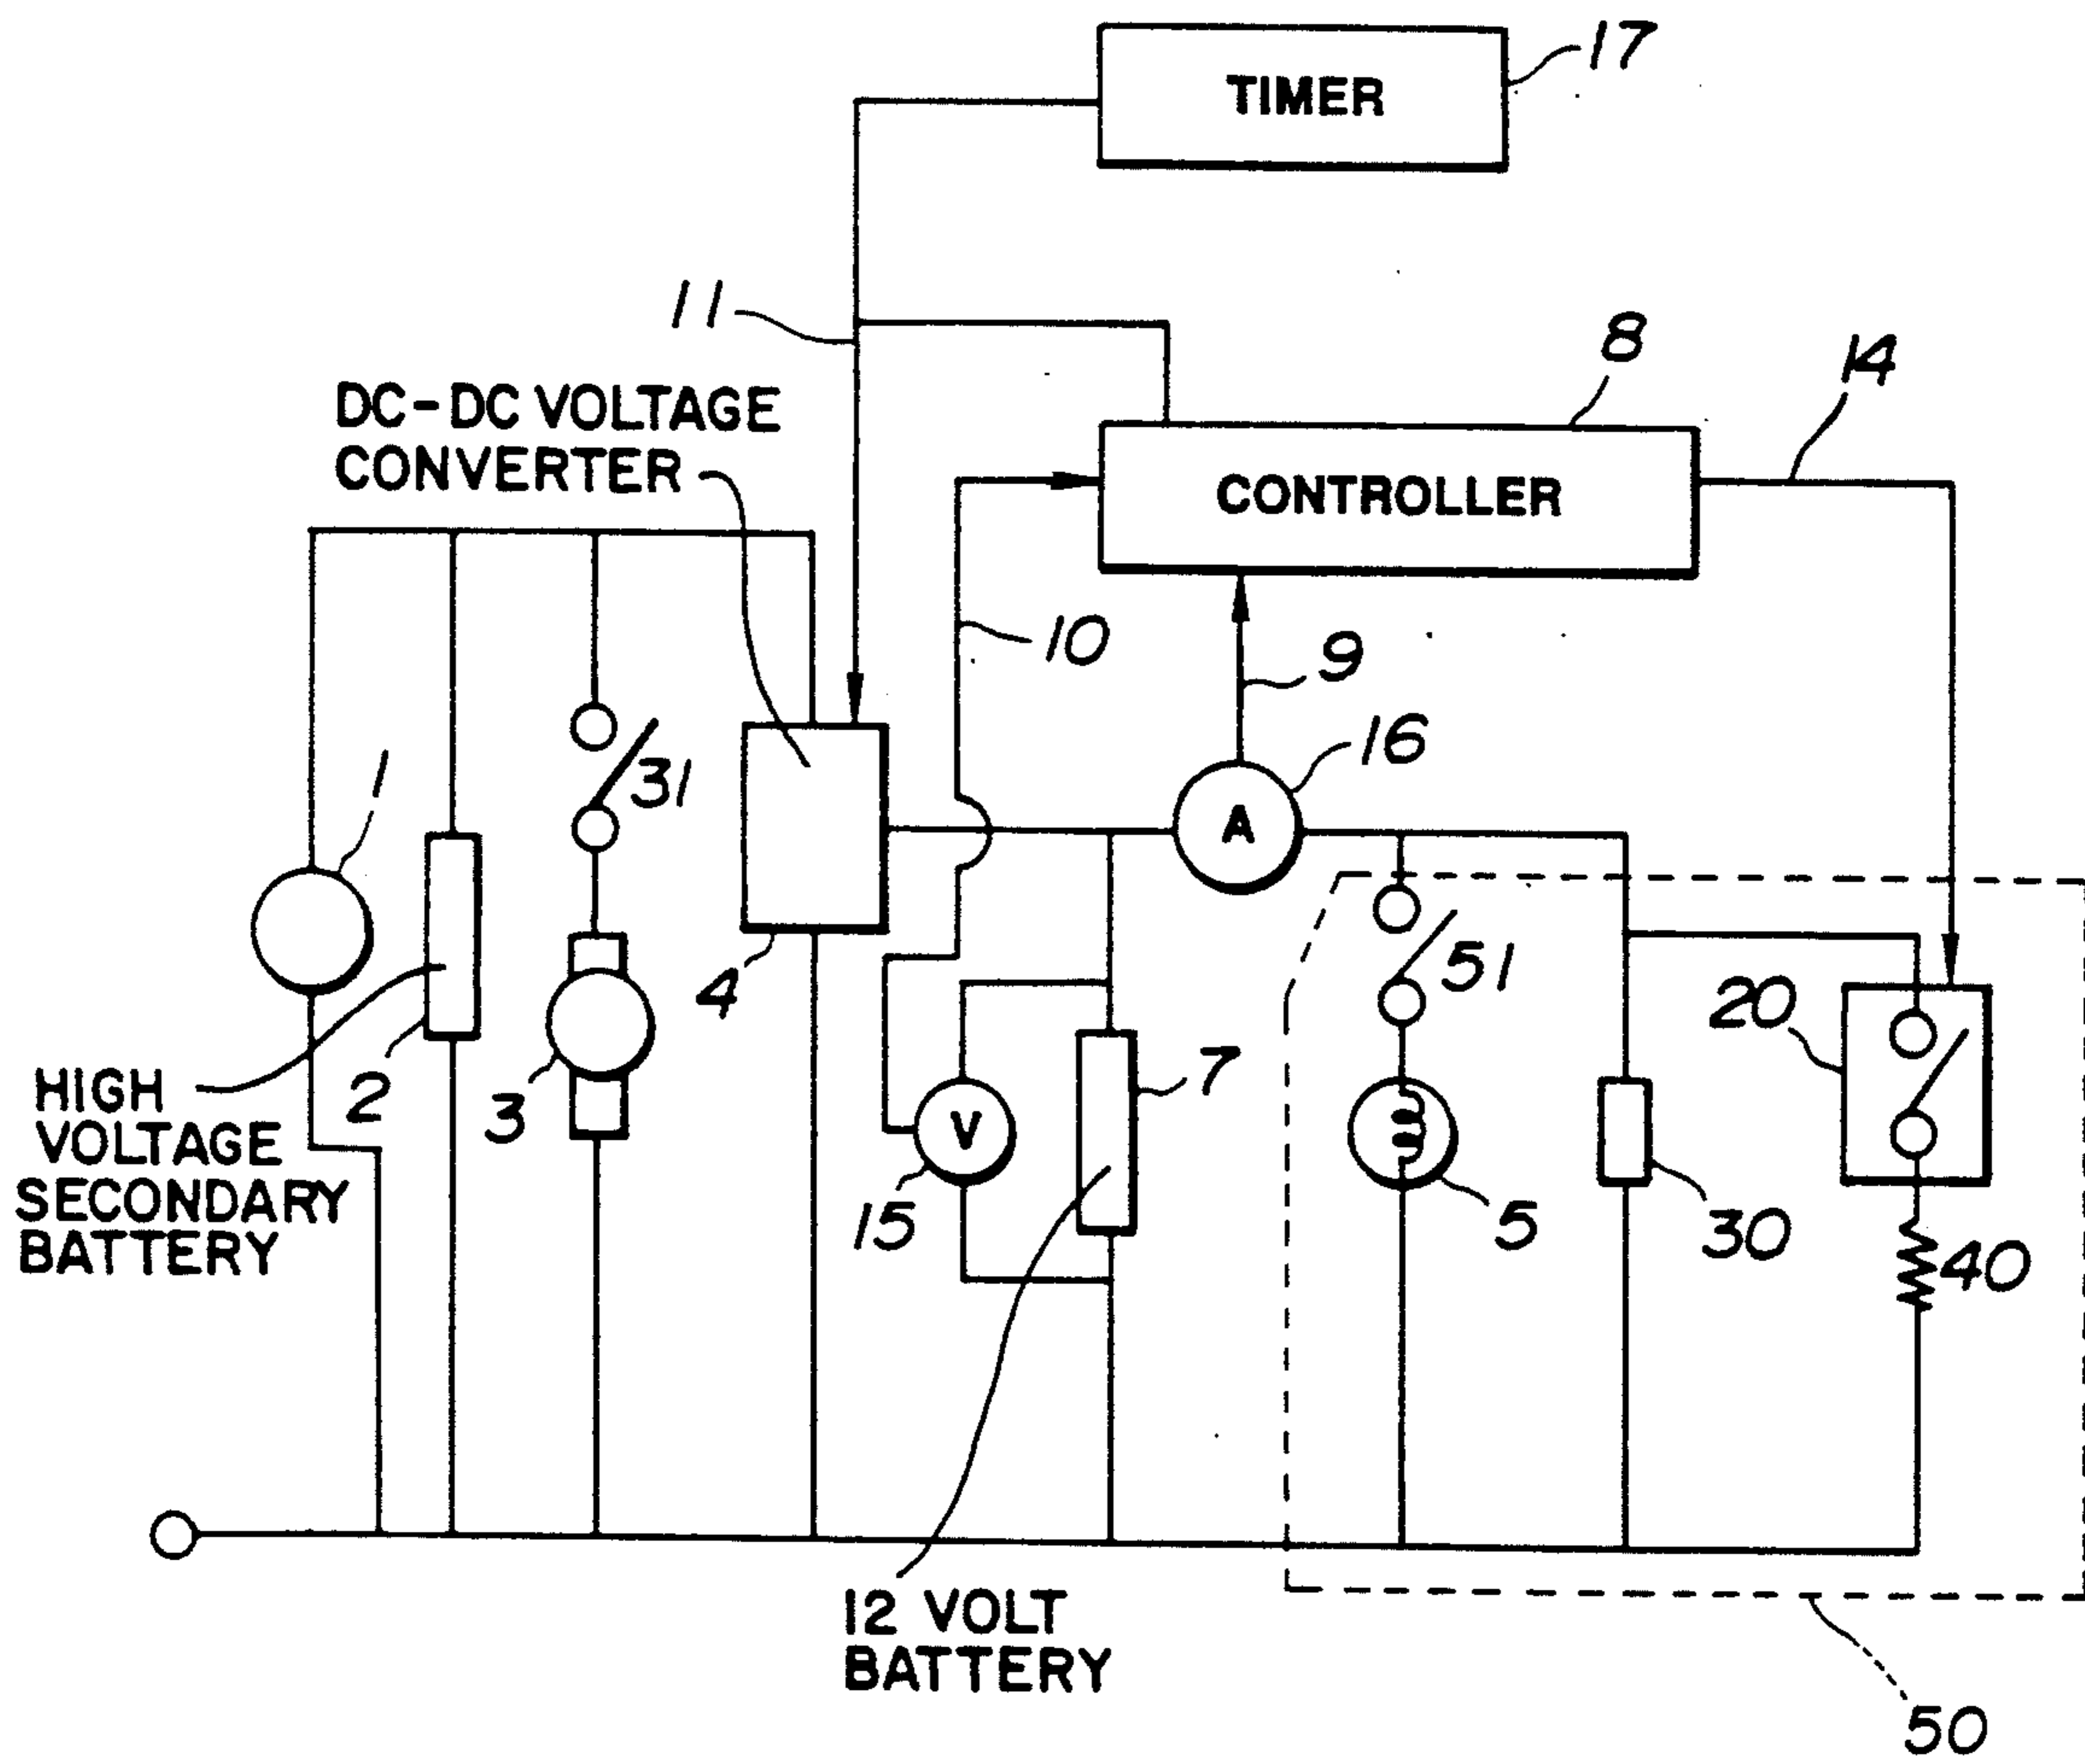 TIMER
17
11
8
14
DC-DC VOLTAGE
CONVERTER
CONTROLLER
10
9
16
1
31
A
51
4
20
7
HIGH
VOLTAGE
SECONDARY
BATTERY
2
3
V
15
5
30
40
12 VOLT
BATTERY
50